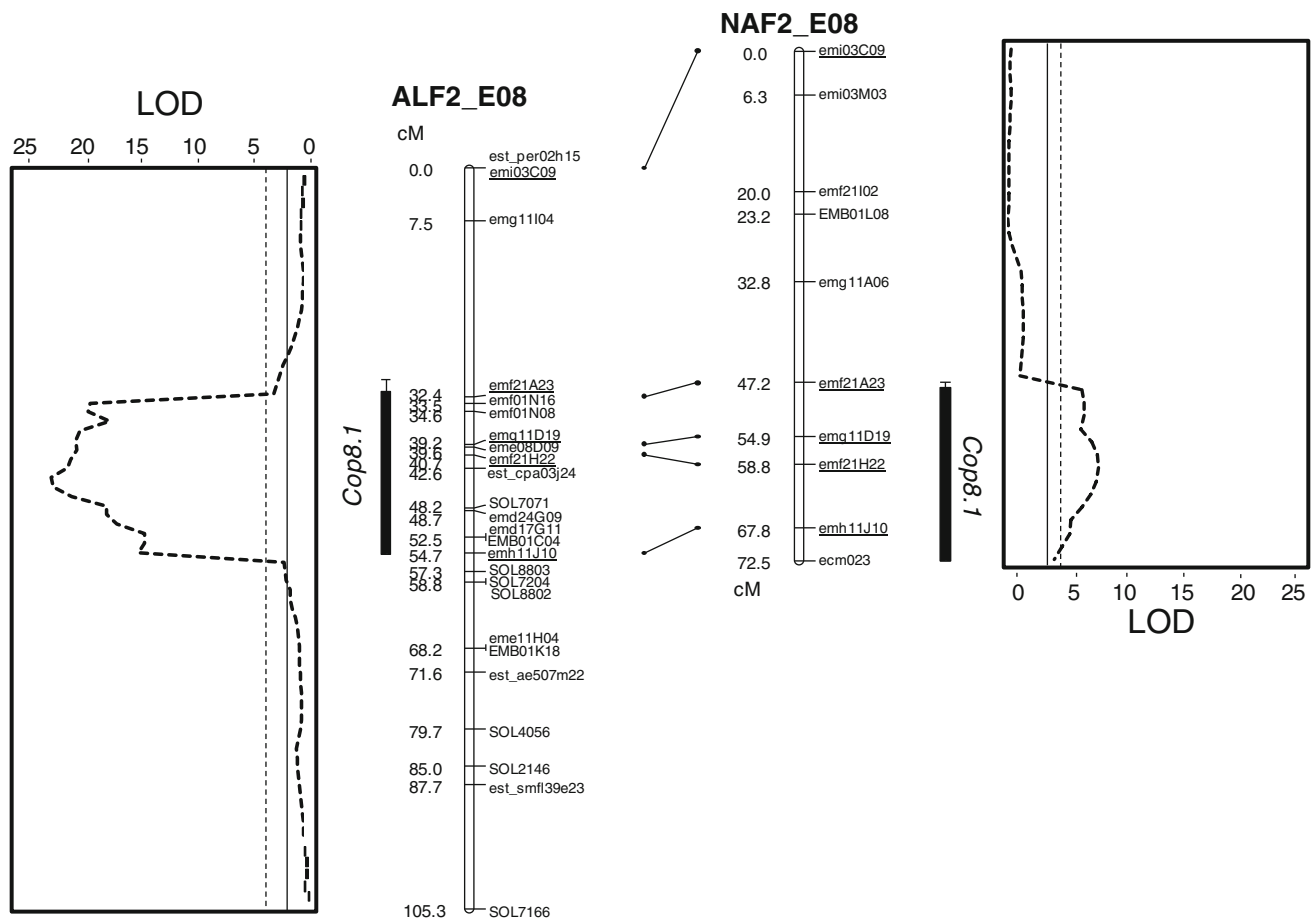 NAF2_E08
0.0 emi03C09
6.3 emi03M03
20.0 emf21I02
23.2 EMB01L08
32.8 emg11A06
47.2 emf21A23
54.9 emg11D19
58.8 emf21H22
67.8 emh11J10
72.5 ecm023
cM
Cop8.1
0 5 10 15 20 25
LOD
LOD
25 20 15 10 5 0
ALF2_E08
cM
est_per02h15
0.0 emi03C09
7.5 emg11I04
32.4 emf21A23
33.5 emf01N16
34.6 emf01N08
39.2 emg11D19
39.6 eme08D09
40.7 emf21H22
42.6 est_cpa03j24
48.2 SOL7071
48.7 emd24G09
emd17G11
52.5 EMB01C04
54.7 emh11J10
57.3 SOL8803
58.8 SOL7204
SOL8802
eme11H04
68.2 EMB01K18
71.6 est_ae507m22
79.7 SOL4056
85.0 SOL2146
87.7 est_smfl39e23
105.3 SOL7166
Cop8.1